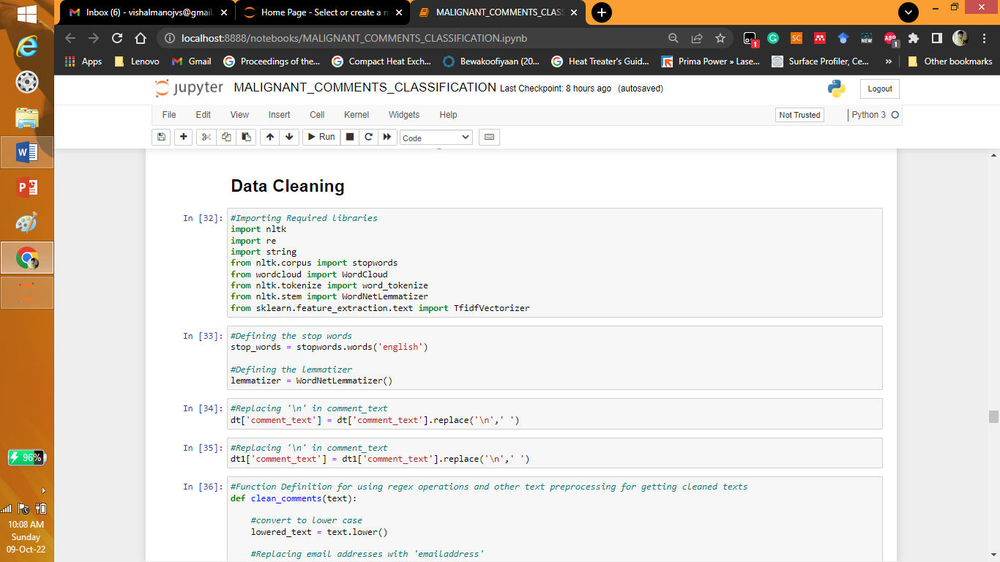 Inbox (6) - vishalmanojvs@gmail.
Home Page - Select or create a n
MALIGNANT_COMMENTS_CLASS
localhost:8888/notebooks/MALIGNANT_COMMENTS_CLASSIFICATION.ipynb
1
SC
NEW
ABP
1
Apps
Lenovo
Gmail
Proceedings of the...
Compact Heat Exch...
Bewakoofiyaan (20...
Heat Treater's Guid...
Prima Power » Lase...
Surface Profiler, Ce...
»
Other bookmarks
jupyter MALIGNANT_COMMENTS_CLASSIFICATION Last Checkpoint: 8 hours ago (autosaved)
Logout
File Edit View Insert Cell Kernel Widgets Help
Not Trusted
Python 3
Run
Code
Data Cleaning
In [32]: #Importing Required libraries
import nltk
import re
import string
from nltk.corpus import stopwords
from wordcloud import WordCloud
from nltk.tokenize import word_tokenize
from nltk.stem import WordNetLemmatizer
from sklearn.feature_extraction.text import TfidfVectorizer
In [33]: #Defining the stop words
stop_words = stopwords.words('english')
#Defining the lemmatizer
lemmatizer = WordNetLemmatizer()
In [34]: #Replacing '\n' in comment_text
dt['comment_text'] = dt['comment_text'].replace('\n',' ')
In [35]: #Replacing '\n' in comment_text
dt1['comment_text'] = dt1['comment_text'].replace('\n',' ')
In [36]: #Function Definition for using regex operations and other text preprocessing for getting cleaned texts
def clean_comments(text):
#convert to lower case
lowered_text = text.lower()
#Replacing email addresses with 'emailaddress'
96%
10:08 AM
Sunday
09-Oct-22